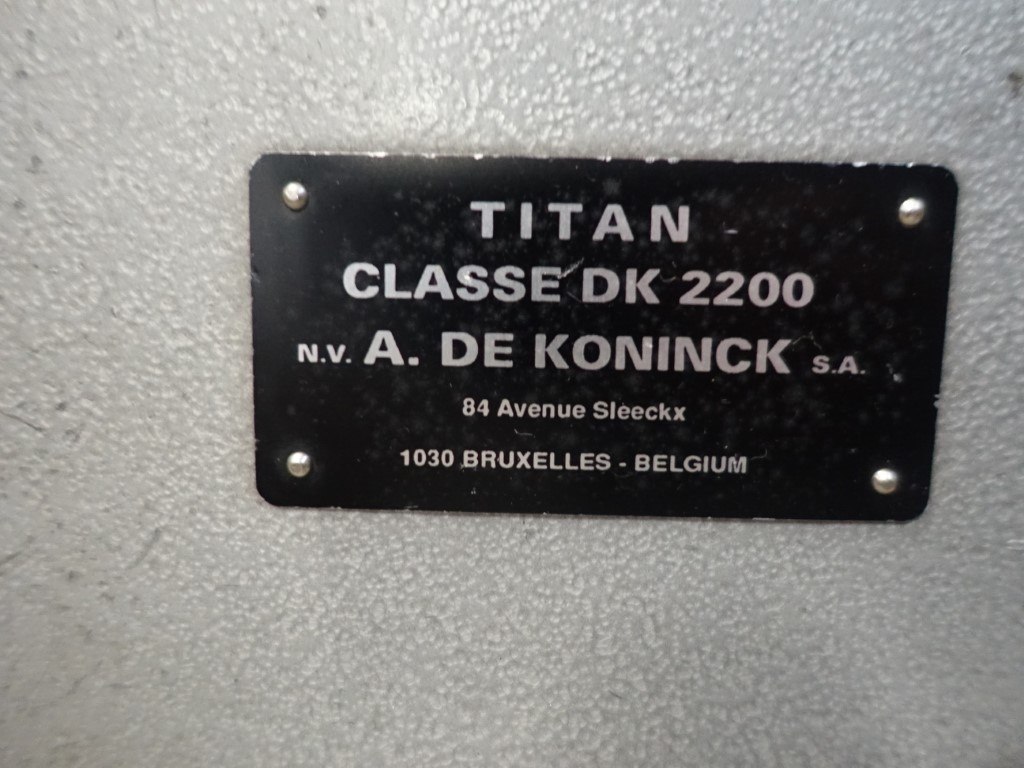 TITAN
CLASSE DK 2200
N.V. A. DE KONINCK S.A.
84 Avenue Sleeckx
1030 BRUXELLES - BELGIUM